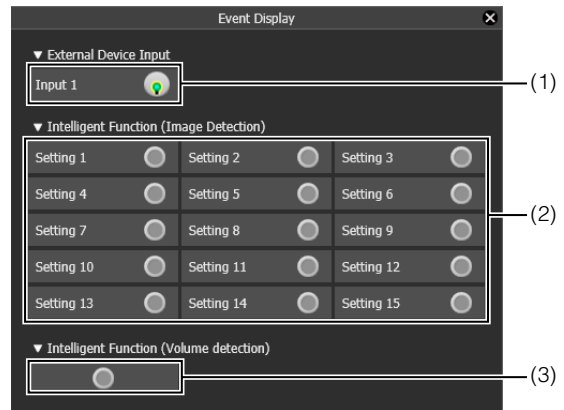 Event Display
▼ External Device Input
Input 1
(1)
▼ Intelligent Function (Image Detection)
Setting 1 Setting 2 Setting 3
Setting 4 Setting 5 Setting 6
Setting 7 Setting 8 Setting 9
(2)
Setting 10 Setting 11 Setting 12
Setting 13 Setting 14 Setting 15
▼ Intelligent Function (Volume detection)
(3)